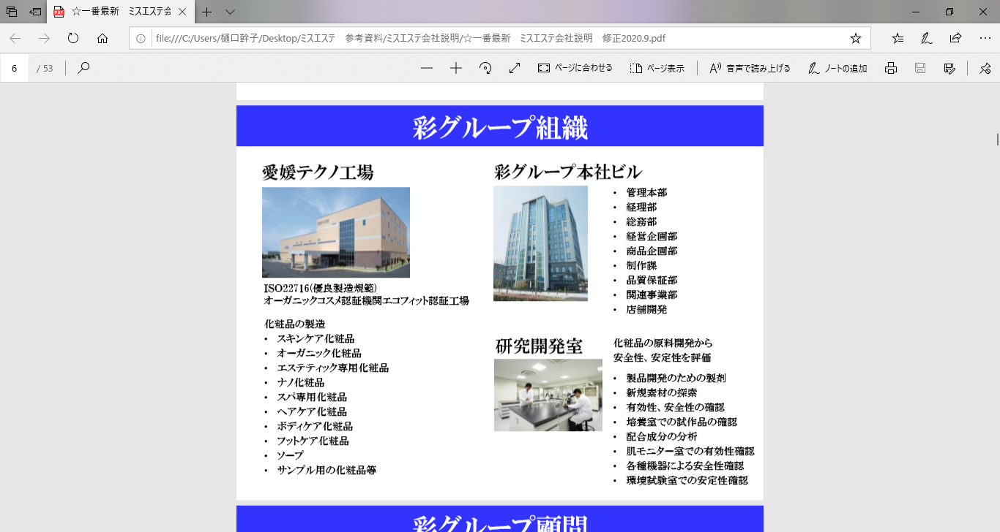 ☆一番最新　ミスエステ会
file:///C:/Users/樋口幹子/Desktop/ミスエステ　参考資料/ミスエステ会社説明/☆一番最新　ミスエステ会社説明　修正2020.9.pdf
6 / 53 ページに合わせる ページ表示 音声で読み上げる ノートの追加
彩グループ組織
愛媛テクノ工場
ISO22716(優良製造規範)
オーガニックコスメ認証機関エコフィット認証工場
化粧品の製造
• スキンケア化粧品
• オーガニック化粧品
• エステティック専用化粧品
• ナノ化粧品
• スパ専用化粧品
• ヘアケア化粧品
• ボディケア化粧品
• フットケア化粧品
• ソープ
• サンプル用の化粧品等
彩グループ本社ビル
• 管理本部
• 経理部
• 総務部
• 経営企画部
• 商品企画部
• 制作課
• 品質保証部
• 関連事業部
• 店舗開発
研究開発室
化粧品の原料開発から
安全性、安定性を評価
• 製品開発のための製剤
• 新規素材の探索
• 有効性、安全性の確認
• 培養室での試作品の確認
• 配合成分の分析
• 肌モニター室での有効性確認
• 各種機器による安全性確認
• 環境試験室での安定性確認
彩グループ顧問